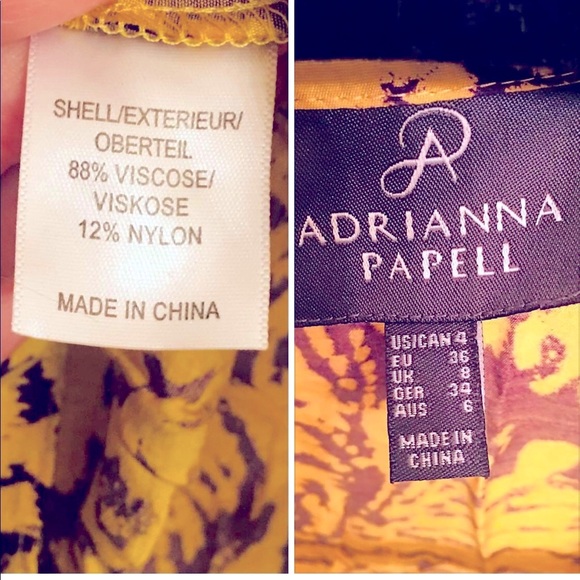 SHELL/EXTERIEUR/
OBERTEIL
88% VISCOSE/
VISKOSE
12% NYLON
MADE IN CHINA
ADRIANNA
PAPELL
US|CAN 4
EU 36
UK 8
GER 34
AUS 6
MADE IN
CHINA